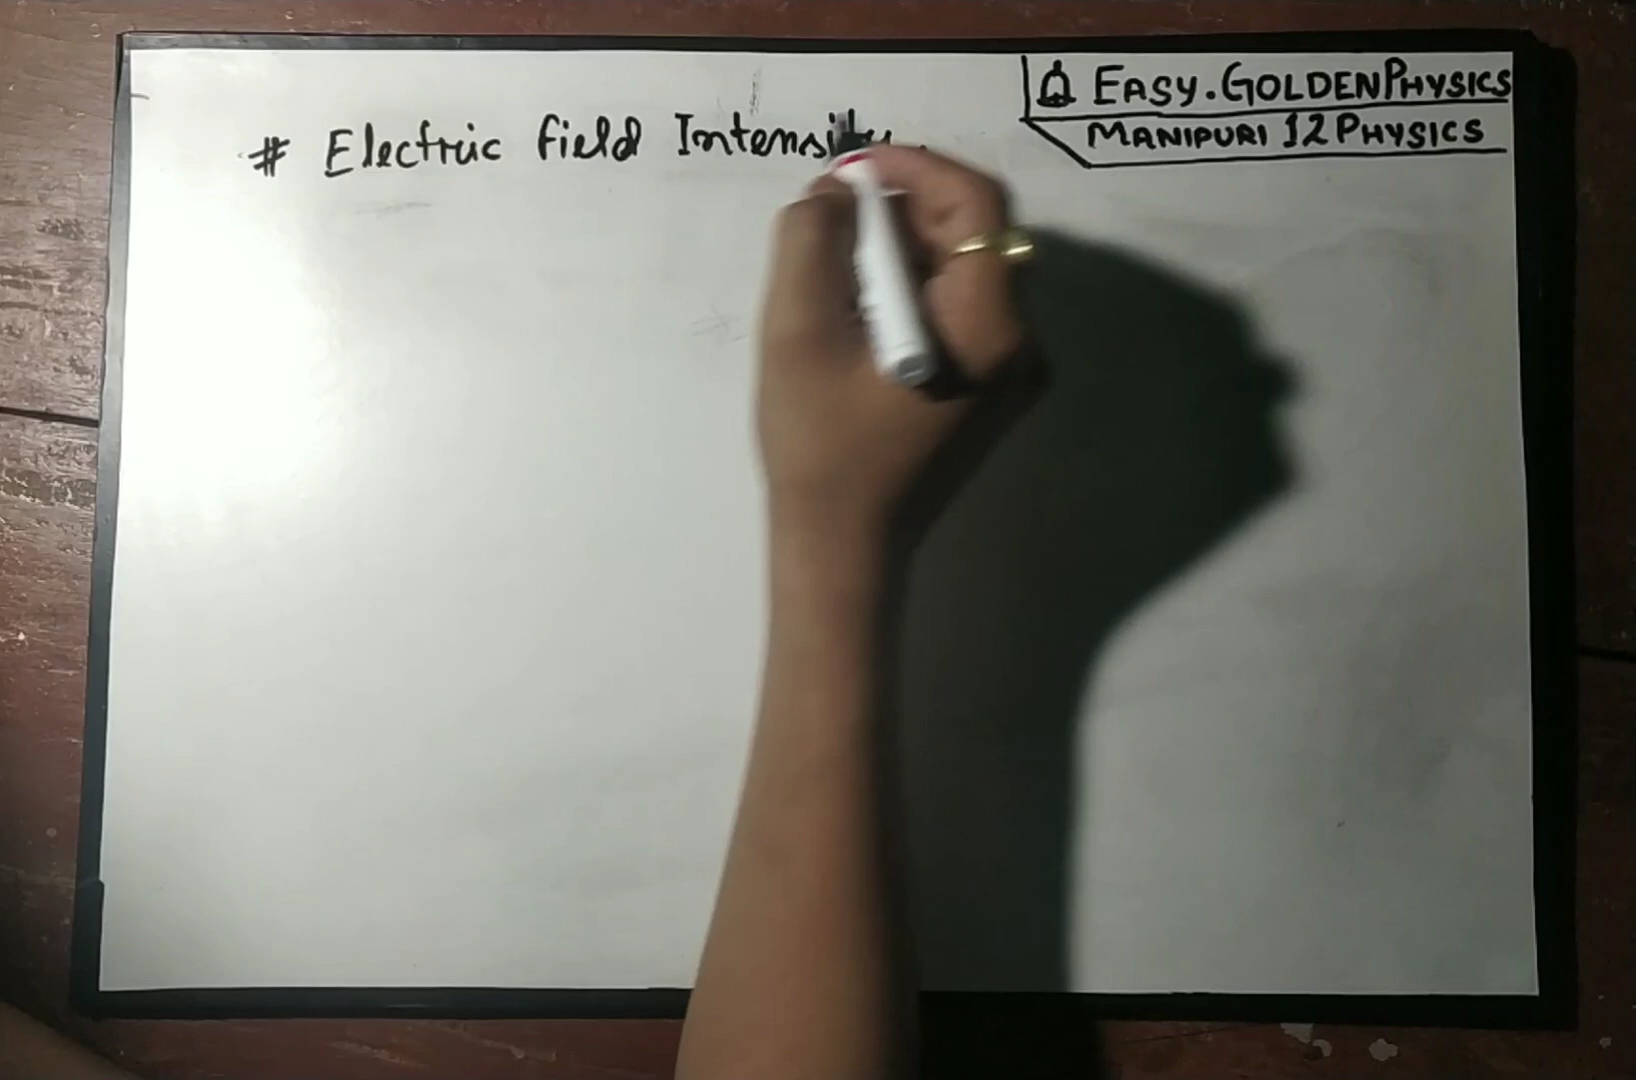 # Electric field Intensity.
EASY.GOLDENPHYSICS
MANIPURI 12 PHYSICS